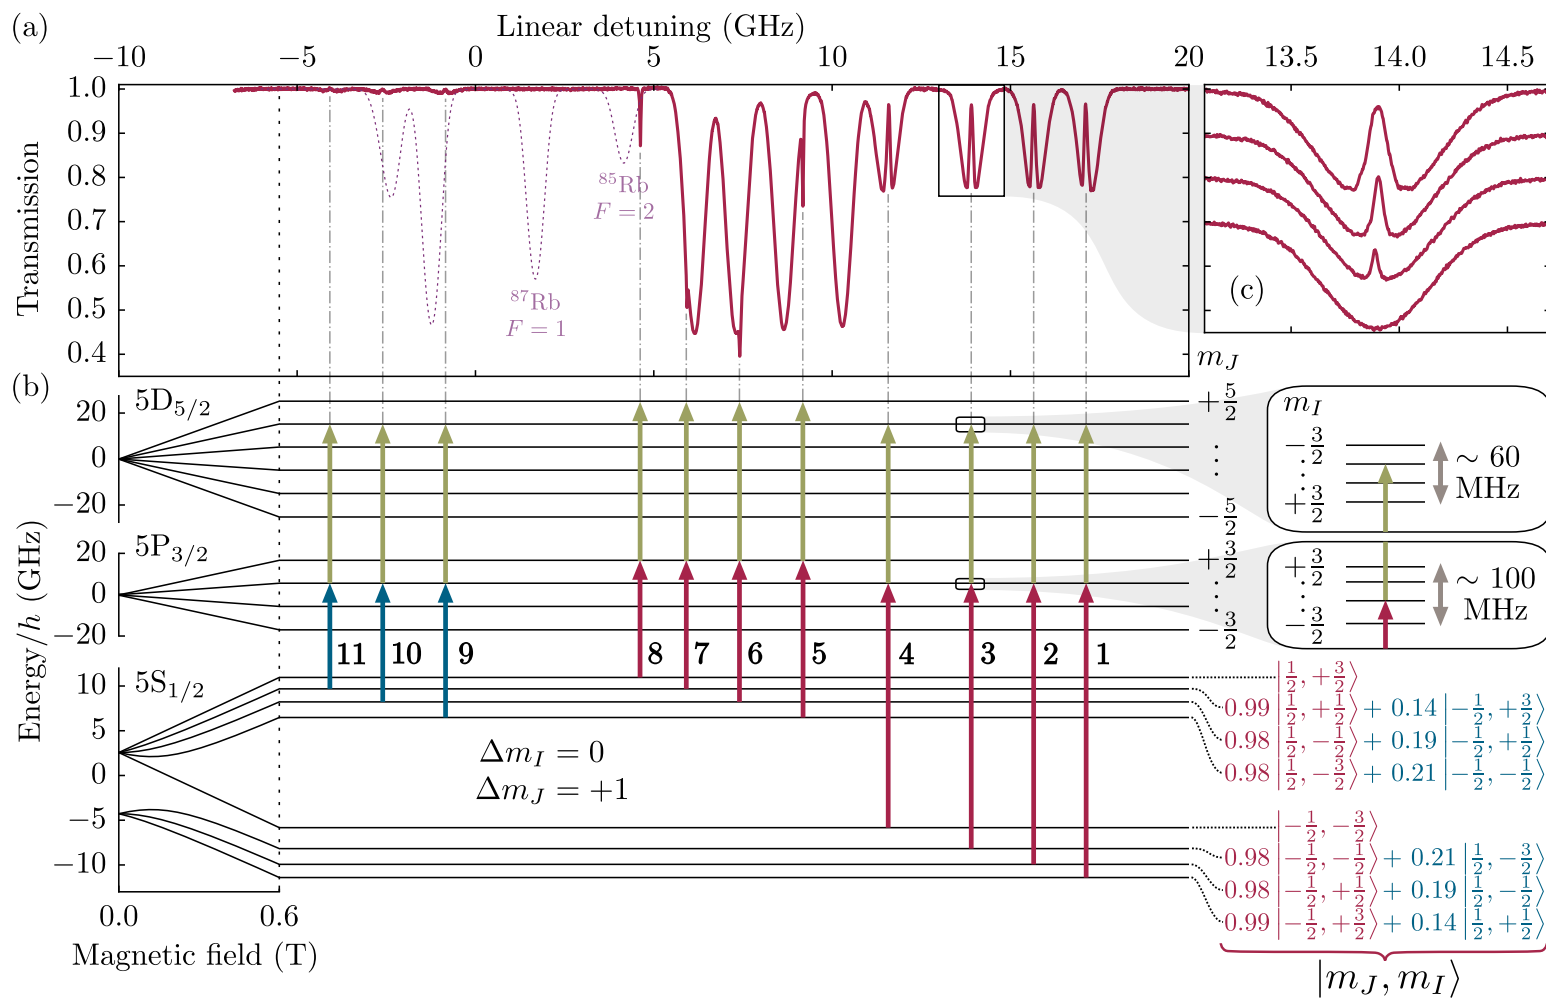 (a)
Linear detuning (GHz)
−10 −5 0 5 10 15 20 13.5 14.0 14.5
Transmission
1.0
0.9
0.8
0.7
0.6
0.5
0.4
⁸⁵Rb
F = 2
⁸⁷Rb
F = 1
(c)
(b)
Energy/h (GHz)
5D₅/₂
20
0
−20
5P₃/₂
20
0
−20
5S₁/₂
10
5
0
−5
−10
11 10 9 8 7 6 5 4 3 2 1
Δm_I = 0
Δm_J = +1
0.0 0.6
Magnetic field (T)
m_J
+5/2
⋮
−5/2
+3/2
⋮
−3/2
m_I
−3/2
⋮
+3/2
∼ 60
MHz
+3/2
⋮
−3/2
∼ 100
MHz
|1/2, +3/2⟩
0.99 |1/2, +1/2⟩ + 0.14 |−1/2, +3/2⟩
0.98 |1/2, −1/2⟩ + 0.19 |−1/2, +1/2⟩
0.98 |1/2, −3/2⟩ + 0.21 |−1/2, −1/2⟩
|−1/2, −3/2⟩
0.98 |−1/2, −1/2⟩ + 0.21 |1/2, −3/2⟩
0.98 |−1/2, +1/2⟩ + 0.19 |1/2, −1/2⟩
0.99 |−1/2, +3/2⟩ + 0.14 |1/2, +1/2⟩
|m_J, m_I⟩